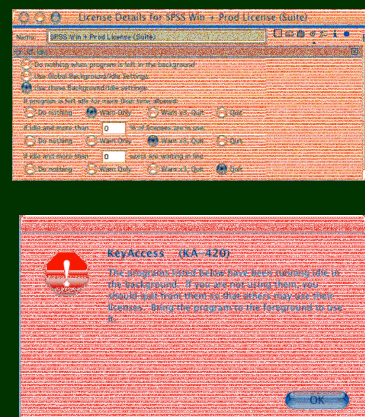 License Details for SPSS Win + Prod License (Suite)
Name: SPSS Win + Prod License (Suite)
Do nothing when program is left in the background
Use Global Background/Idle settings
Use these Background/Idle settings
If program is left idle for more than time allowed:
Do nothing Warn Only Warn x3, Quit Quit
If idle and more than 0 % of licenses are in use:
Do nothing Warn Only Warn x3, Quit Quit
If idle and more than 0 users are waiting in line
Do nothing Warn Only Warn x3, Quit Quit
KeyAccess (KA-420)
The programs listed below have been running idle in
the background. If you are not using them, you
should quit from them so that others may use their
licenses. Bring the program to the foreground to use
OK